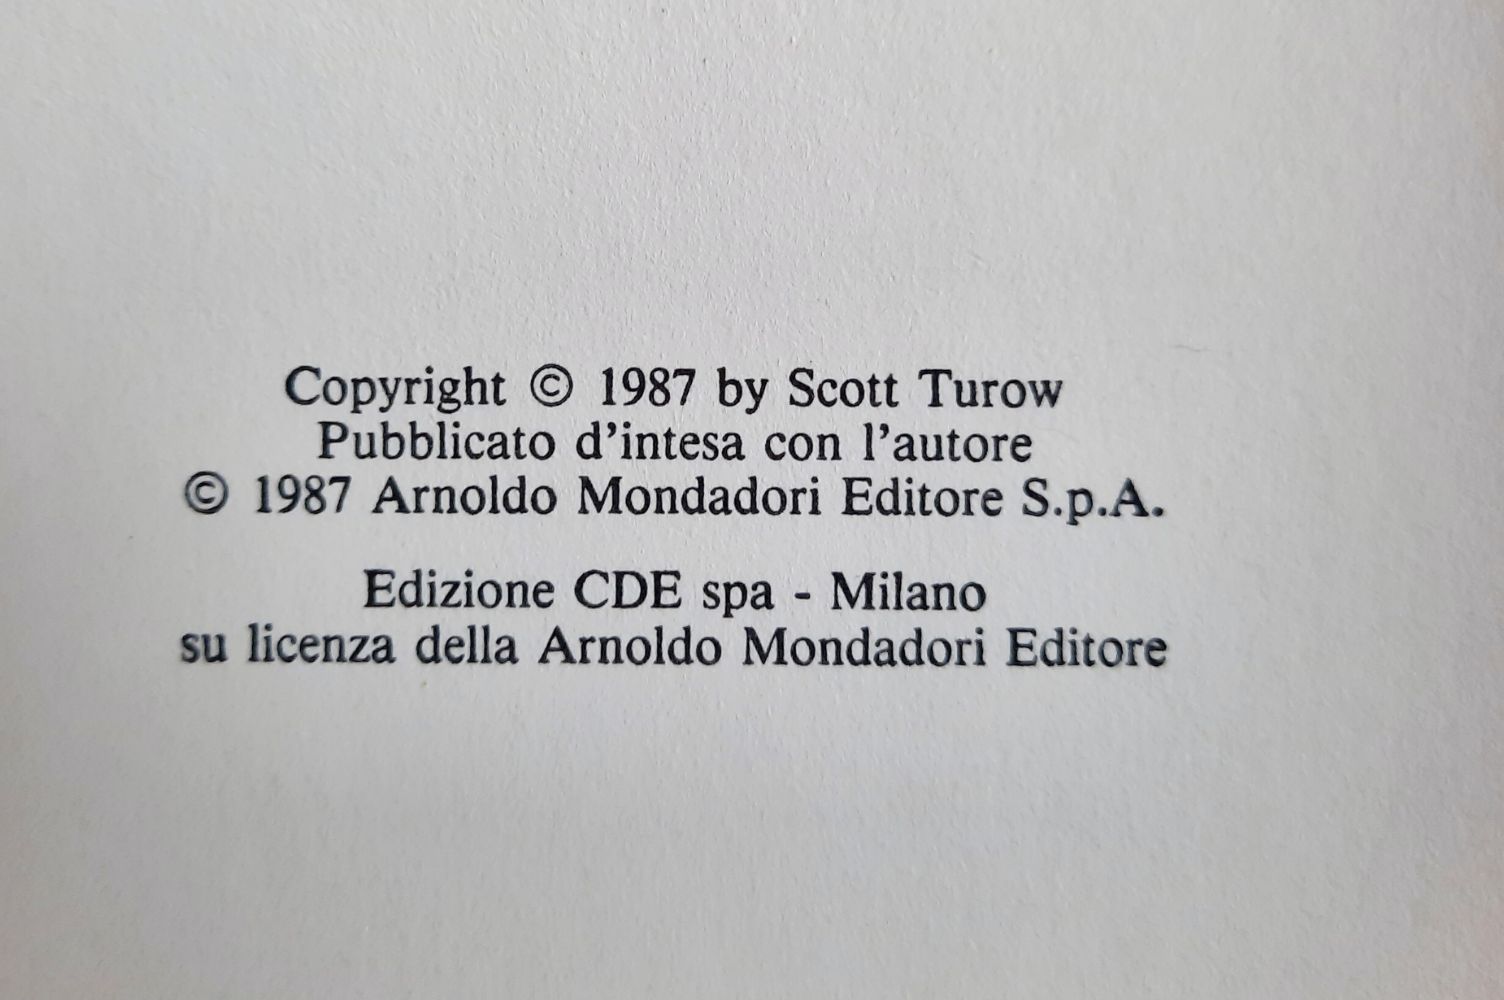 Copyright © 1987 by Scott Turow
Pubblicato d'intesa con l'autore
© 1987 Arnoldo Mondadori Editore S.p.A.
Edizione CDE spa - Milano
su licenza della Arnoldo Mondadori Editore